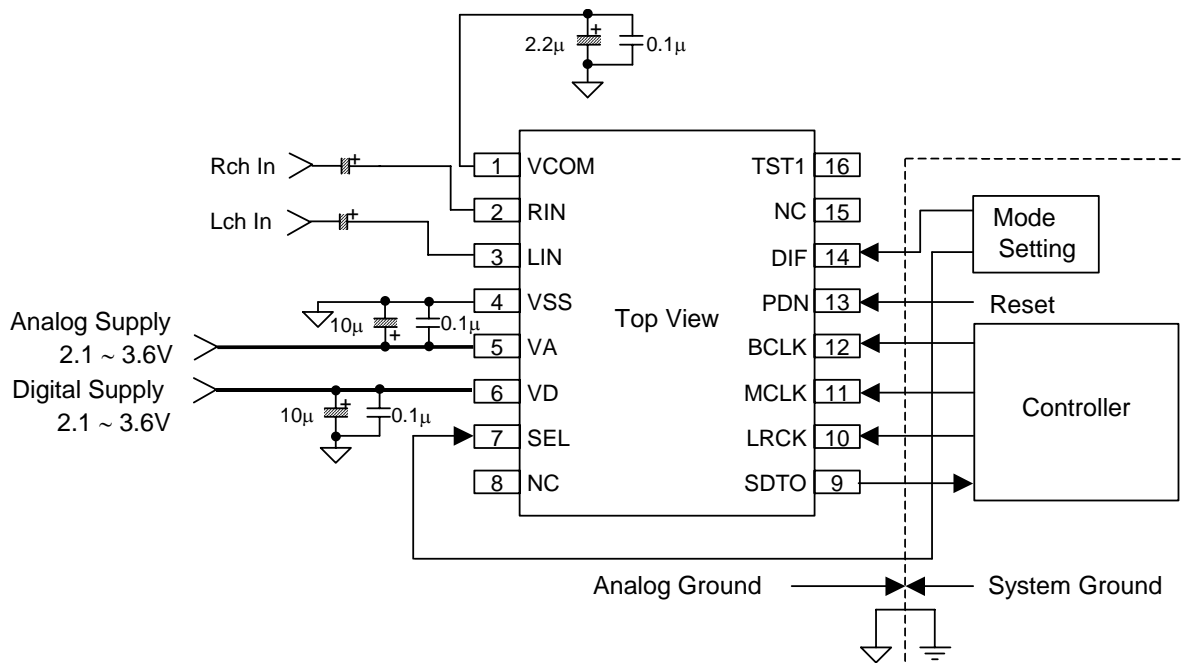 2.2µ
+
0.1µ
Rch In
+
Lch In
+
1 VCOM
2 RIN
3 LIN
4 VSS
5 VA
6 VD
7 SEL
8 NC
Top View
TST1 16
NC 15
DIF 14
PDN 13
BCLK 12
MCLK 11
LRCK 10
SDTO 9
Mode
Setting
Reset
Controller
10µ
+
0.1µ
Analog Supply
2.1 ~ 3.6V
Digital Supply
2.1 ~ 3.6V
10µ
+
0.1µ
Analog Ground
System Ground